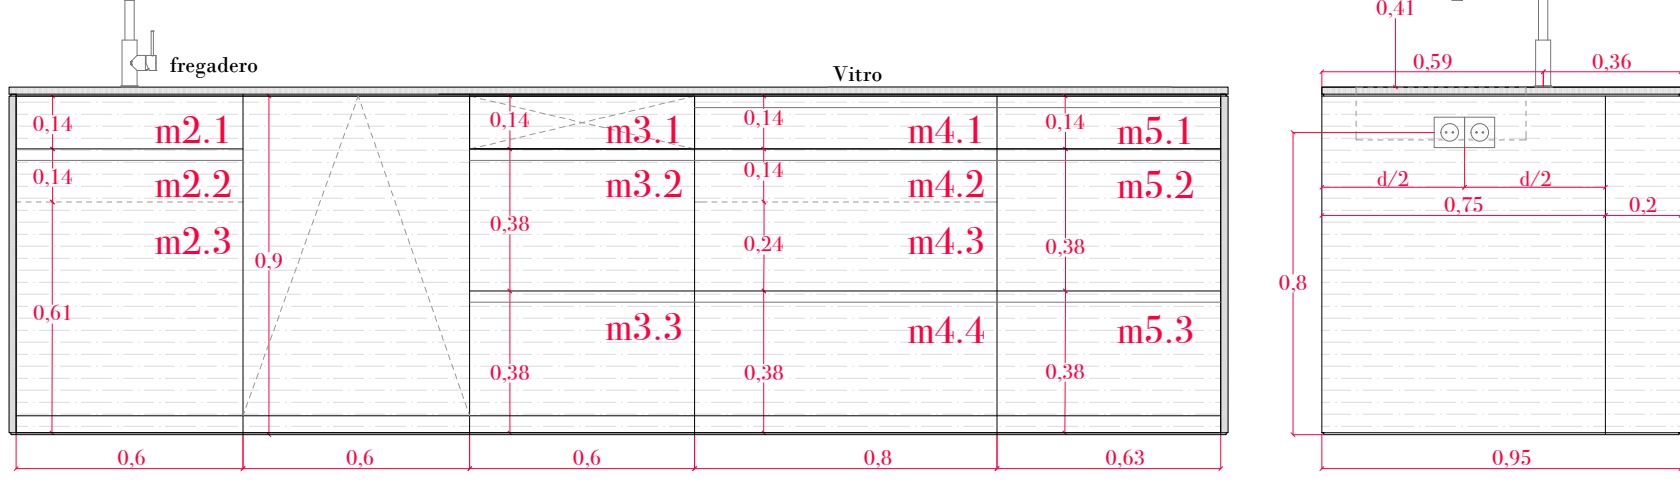 0,41
fregadero
Vitro
0,59
0,36
0,14
m2.1
0,14
m3.1
0,14
m4.1
0,14
m5.1
0,14
m2.2
m3.2
0,14
m4.2
m5.2
d/2
d/2
0,75
0,2
0,38
m2.3
0,24
m4.3
0,38
0,9
0,8
0,61
m3.3
m4.4
m5.3
0,38
0,38
0,38
0,6
0,6
0,6
0,8
0,63
0,95